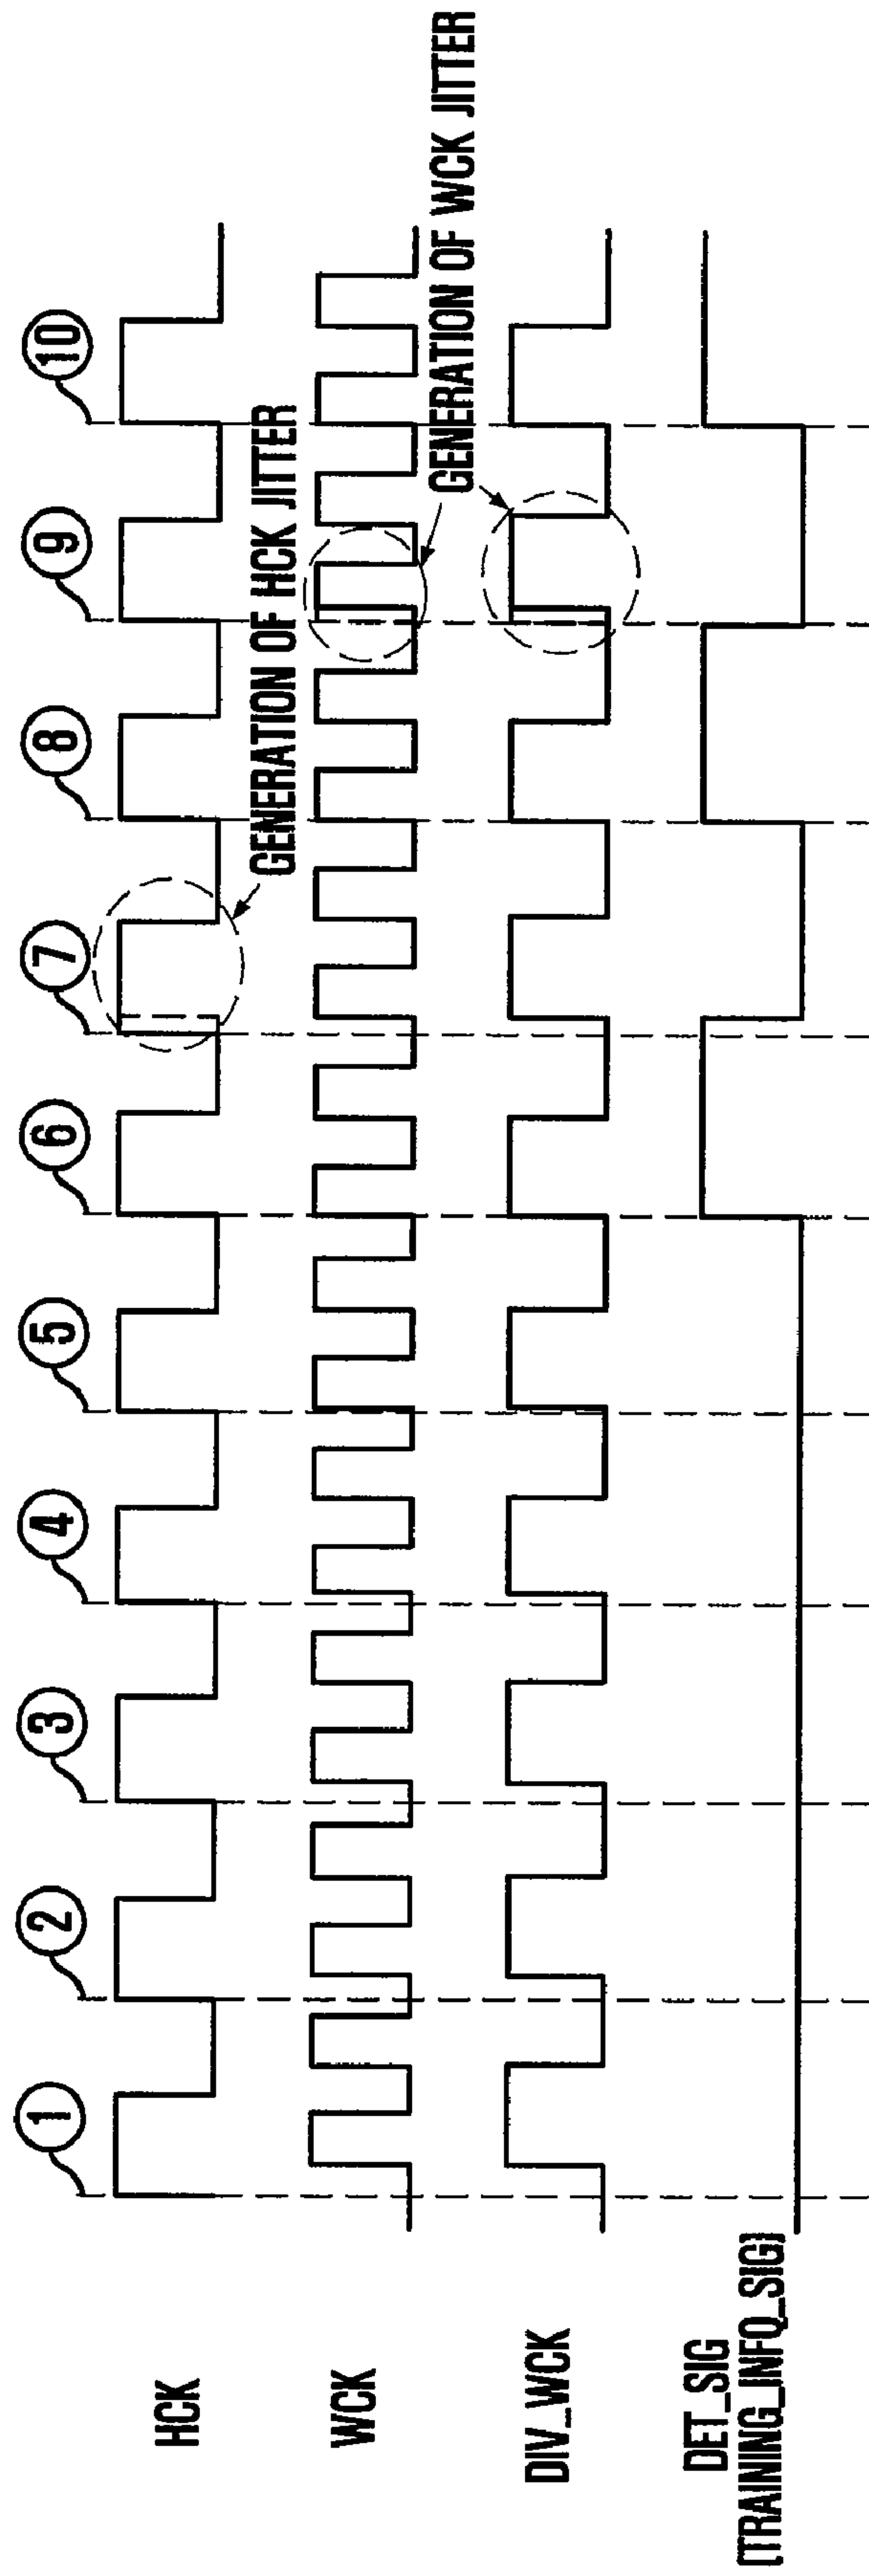 1
2
3
4
5
6
7
8
9
10
HCK
GENERATION OF HCK JITTER
WCK
GENERATION OF WCK JITTER
DIV_WCK
DET_SIG
(TRAINING_INFO_SIG)